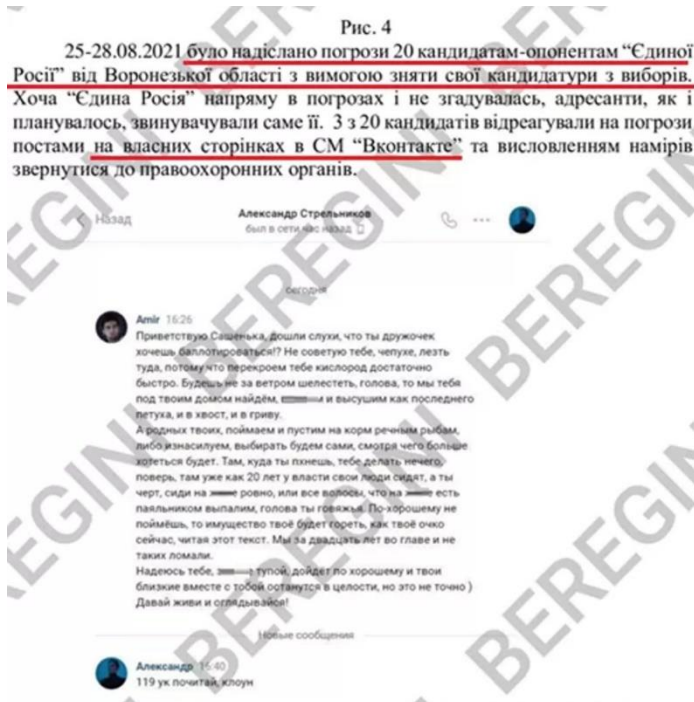 Рис. 4
25-28.08.2021 було надіслано погрози 20 кандидатам-опонентам “Єдиної
Росії” від Воронезької області з вимогою зняти свої кандидатури з виборів.
Хоча “Єдина Росія” напряму в погрозах і не згадувалась, адресанти, як і
планувалось, звинувачували саме її. 3 з 20 кандидатів відреагували на погрози
постами на власних сторінках в СМ “Вконтакте” та висловленням намірів
звернутися до правоохоронних органів.
Назад
Александр Стрельников
был в сети час назад
сегодня
Amir 16:26
Приветствую Сашенька, дошли слухи, что ты дружочек
хочешь баллотироваться!? Не советую тебе, чепухе, лезть
туда, потому что перекроем тебе кислород достаточно
быстро. Будешь не за ветром шелестеть, голова, то мы тебя
под твоим домом найдём, и высушим как последнего
петуха, и в хвост, и в гриву.
А родных твоих, поймаем и пустим на корм речным рыбам,
либо изнасилуем, выбирать будем сами, смотря чего больше
хотеться будет. Там, куда ты пхнешь, тебе делать нечего,
поверь, там уже как 20 лет у власти свои люди сидят, а ты
черт, сиди на ровно, или все волосы, что на есть
паяльником выпалим, голова ты говяжья. По-хорошему не
поймёшь, то имущество твоё будет гореть, как твоё очко
сейчас, читая этот текст. Мы за двадцать лет во главе и не
таких ломали.
Надеюсь тебе, тупой, дойдет по хорошему и твои
близкие вместе с тобой останутся в целости, но это не точно )
Давай живи и оглядывайся!
Новые сообщения
Александр 16:40
119 ук почитай, клоун
BEREGINI
BEREGINI
BEREGINI
BEREGINI
BEREGINI
BEREGINI